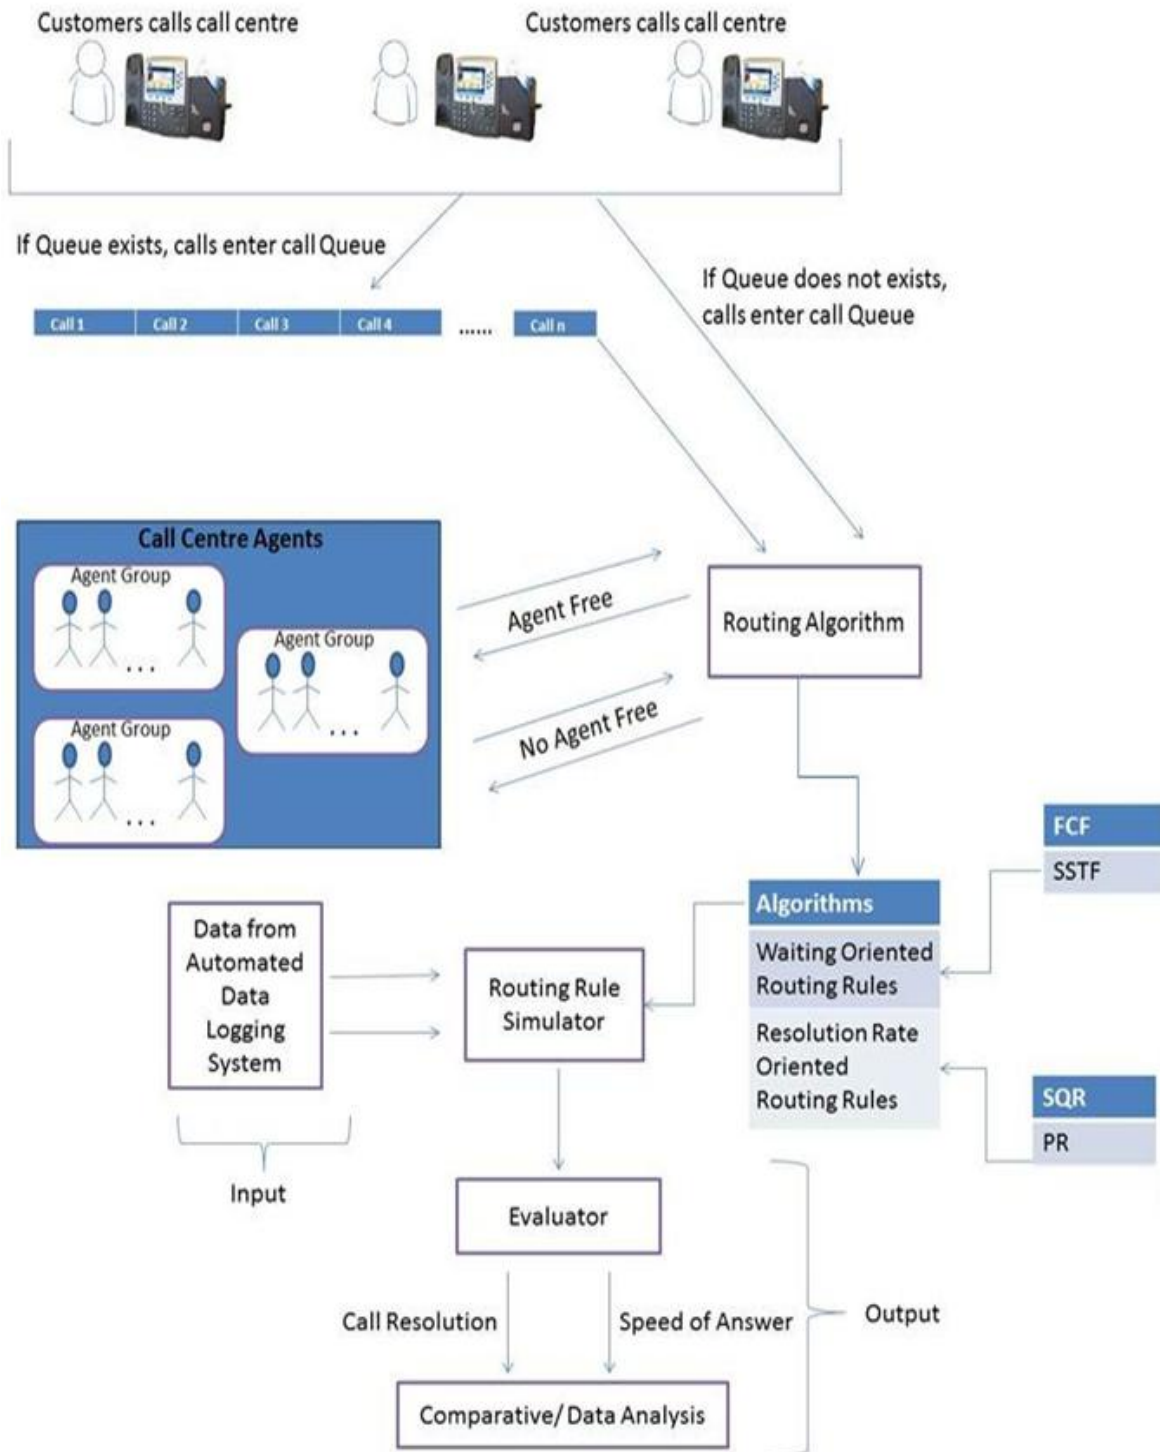 Customers calls call centre
Customers calls call centre
If Queue exists, calls enter call Queue
If Queue does not exists,
calls enter call Queue
Call 1 Call 2 Call 3 Call 4 ...... Call n
Call Centre Agents
Agent Group
...
Agent Group
...
Agent Group
...
Agent Free
No Agent Free
Routing Algorithm
FCF
SSTF
Algorithms
Waiting Oriented
Routing Rules
Resolution Rate
Oriented
Routing Rules
SQR
PR
Data from
Automated
Data
Logging
System
Routing Rule
Simulator
Input
Evaluator
Call Resolution
Speed of Answer
Output
Comparative/ Data Analysis